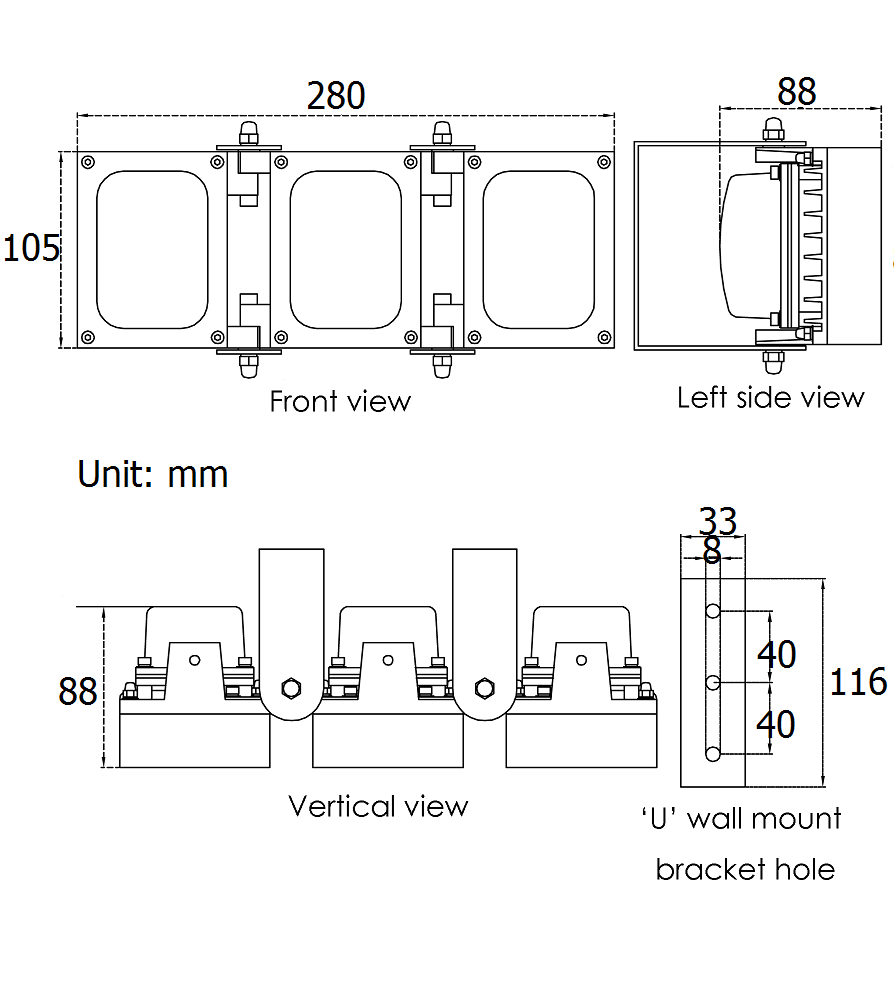 280
88
105
Front view
Left side view
Unit: mm
33
8
40
88
116
40
Vertical view
‘U’ wall mount
bracket hole